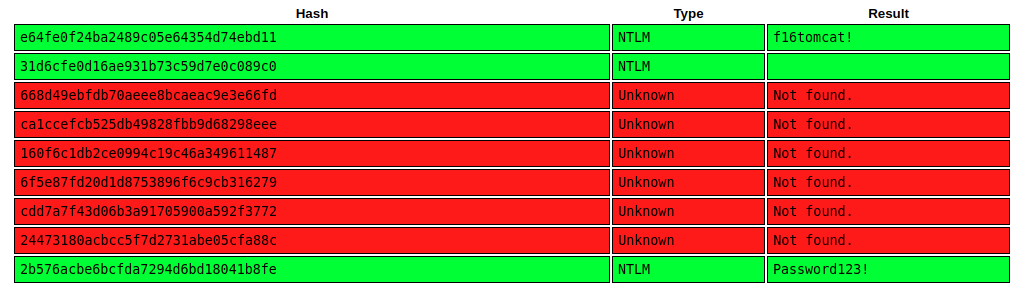 Hash Type Result
e64fe0f24ba2489c05e64354d74ebd11 NTLM f16tomcat!
31d6cfe0d16ae931b73c59d7e0c089c0 NTLM
668d49ebfdb70aeee8bcaeac9e3e66fd Unknown Not found.
ca1ccefcb525db49828fbb9d68298eee Unknown Not found.
160f6c1db2ce0994c19c46a349611487 Unknown Not found.
6f5e87fd20d1d8753896f6c9cb316279 Unknown Not found.
cdd7a7f43d06b3a91705900a592f3772 Unknown Not found.
24473180acbcc5f7d2731abe05cfa88c Unknown Not found.
2b576acbe6bcfda7294d6bd18041b8fe NTLM Password123!